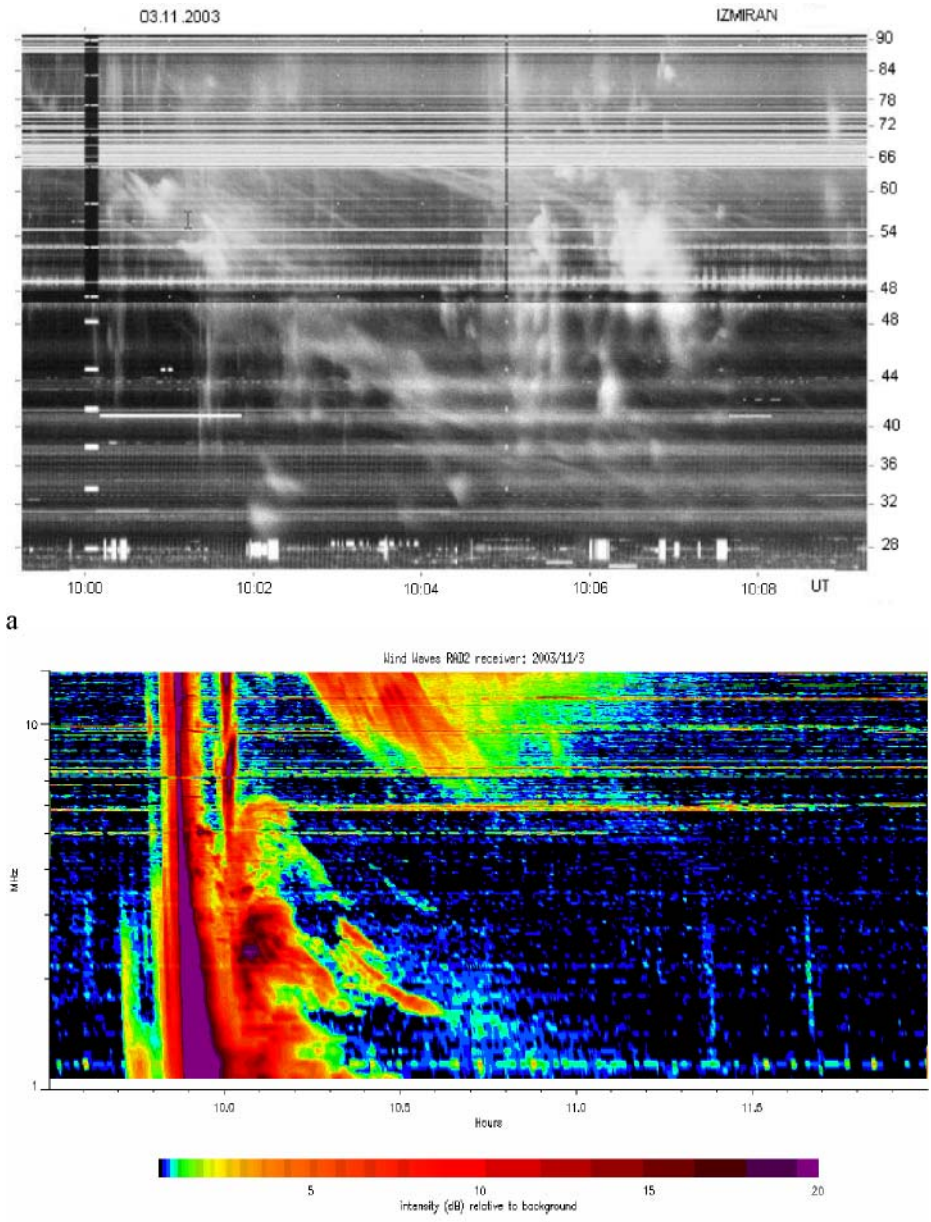 03.11.2003 IZMIRAN
90
84
78
72
66
60
54
48
48
44
40
36
32
28
10:00 10:02 10:04 10:06 10:08 UT
a
Wind Waves RAD2 receiver: 2003/11/3
10
MHz
1
10.0 10.5 11.0 11.5
Hours
5 10 15 20
intensity (dB) relative to background